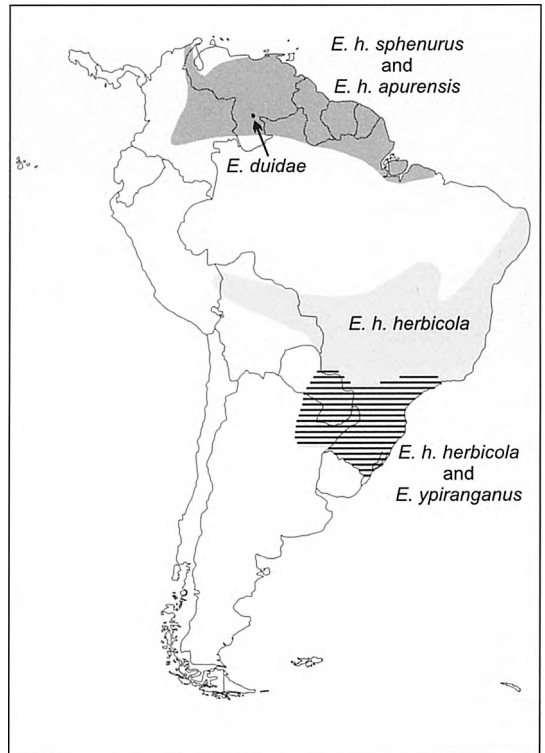 E. h. sphenurus
and
E. h. apurensis
E. duidae
E. h. herbicola
E. h. herbicola
and
E. ypiranganus